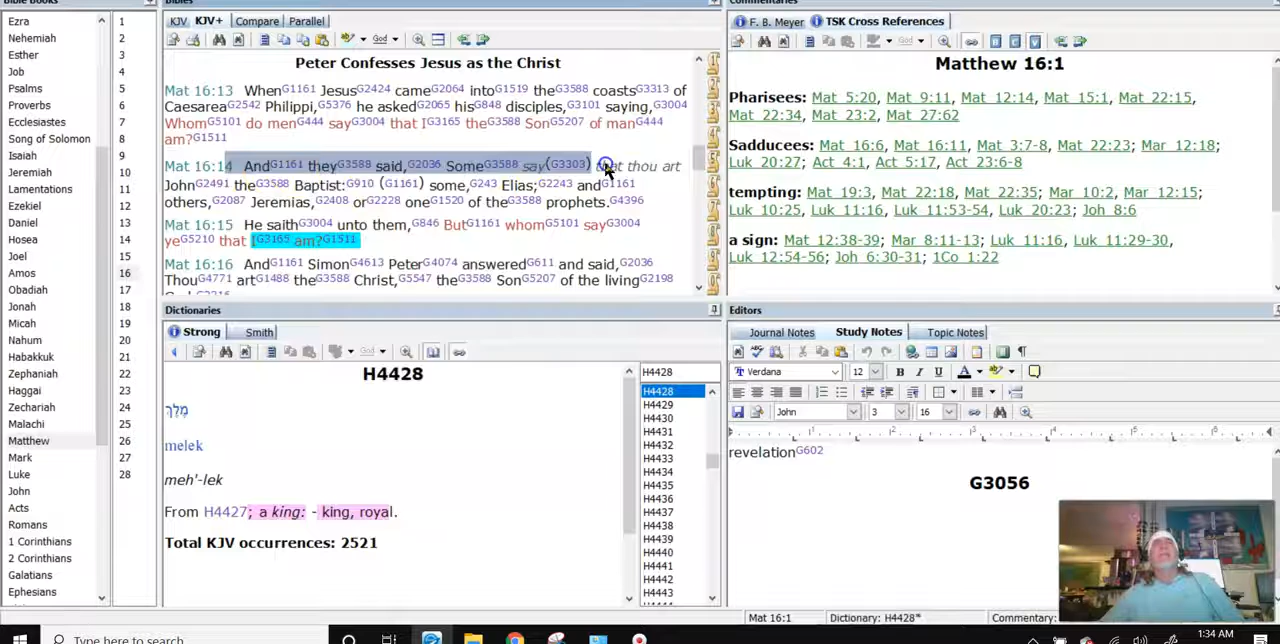 Bible Books
Bibles
Commentaries
Ezra
Nehemiah
Esther
Job
Psalms
Proverbs
Ecclesiastes
Song of Solomon
Isaiah
Jeremiah
Lamentations
Ezekiel
Daniel
Hosea
Joel
Amos
Obadiah
Jonah
Micah
Nahum
Habakkuk
Zephaniah
Haggai
Zechariah
Malachi
Matthew
Mark
Luke
John
Acts
Romans
1 Corinthians
2 Corinthians
Galatians
Ephesians
1
2
3
4
5
6
7
8
9
10
11
12
13
14
15
16
17
18
19
20
21
22
23
24
25
26
27
28
KJV KJV+ Compare Parallel
God
Peter Confesses Jesus as the Christ
Mat 16:13 When G1161 Jesus G2424 came G2064 into G1519 the G3588 coasts G3313 of
Caesarea G2542 Philippi, G5376 he asked G2065 his G848 disciples, G3101 saying, G3004
Whom G5101 do men G444 say G3004 that I G3165 the G3588 Son G5207 of man G444
am? G1511
Mat 16:14 And G1161 they G3588 said, G2036 Some G3588 say (G3303) that thou art
John G2491 the G3588 Baptist: G910 (G1161) some, G243 Elias; G2243 and G1161
others, G2087 Jeremias, G2408 or G2228 one G1520 of the G3588 prophets. G4396
Mat 16:15 He saith G3004 unto them, G846 But G1161 whom G5101 say G3004
ye G5210 that I G3165 am? G1511
Mat 16:16 And G1161 Simon G4613 Peter G4074 answered G611 and said, G2036
Thou G4771 art G1488 the G3588 Christ, G5547 the G3588 Son G5207 of the living G2198
F. B. Meyer TSK Cross References
God
Matthew 16:1
Pharisees: Mat 5:20, Mat 9:11, Mat 12:14, Mat 15:1, Mat 22:15,
Mat 22:34, Mat 23:2, Mat 27:62
Sadducees: Mat 16:6, Mat 16:11, Mat 3:7-8, Mat 22:23, Mar 12:18,
Luk 20:27; Act 4:1, Act 5:17, Act 23:6-8
tempting: Mat 19:3, Mat 22:18, Mat 22:35; Mar 10:2, Mar 12:15;
Luk 10:25, Luk 11:16, Luk 11:53-54, Luk 20:23; Joh 8:6
a sign: Mat 12:38-39; Mar 8:11-13; Luk 11:16, Luk 11:29-30,
Luk 12:54-56; Joh 6:30-31; 1Co 1:22
Dictionaries
Strong Smith
God
H4428
מֶלֶךְ
melek
meh'-lek
From H4427; a king: - king, royal.
Total KJV occurrences: 2521
H4428
H4428
H4429
H4430
H4431
H4432
H4433
H4434
H4435
H4436
H4437
H4438
H4439
H4440
H4441
H4442
H4443
Editors
Journal Notes Study Notes Topic Notes
Verdana 12 B I U A
John 3 16
1 2 3 4 5 6
revelation G602
G3056
Mat 16:1 Dictionary: H4428* Commentary:
Type here to search
1:34 AM